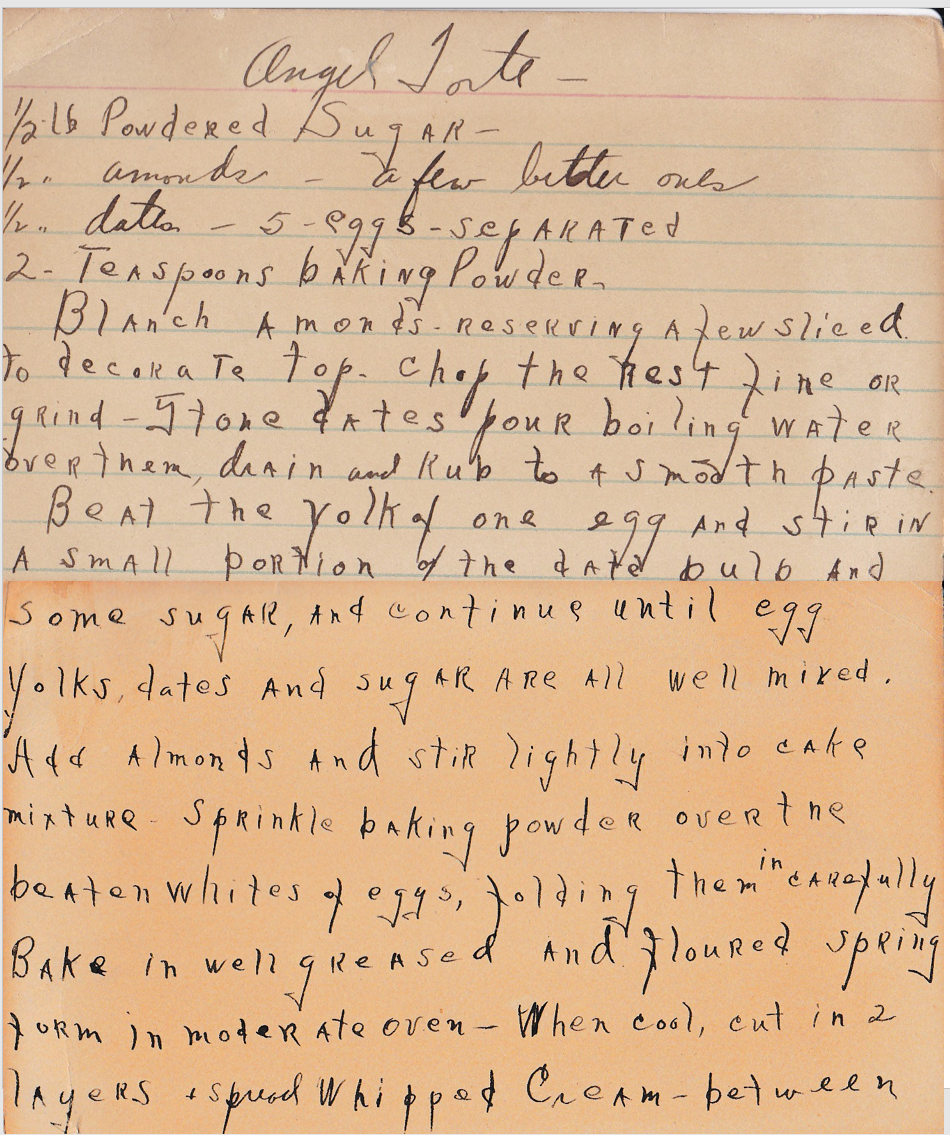 Angel Torte -
1/2 lb Powdered Sugar -
1/2 " amonds - a few bitter ones
1/2 " dates - 5 - eggs - separated
2 - Teaspoons baking Powder -
Blanch Amonds - reserving a few sliced
to decorate top. Chop the rest fine or
grind - Stone dates pour boiling water
over them, drain and Rub to a smooth paste.
Beat the yolk of one egg and stir in
a small portion of the date pulp and
some sugar, and continue until egg
yolks, dates and sugar are all well mixed.
Add Almonds and stir lightly into cake
mixture - Sprinkle baking powder over the
beaten whites of eggs, folding them in carefully
Bake in well greased and floured spring
form in moderate oven - When cool, cut in 2
layers + spread Whipped Cream - between